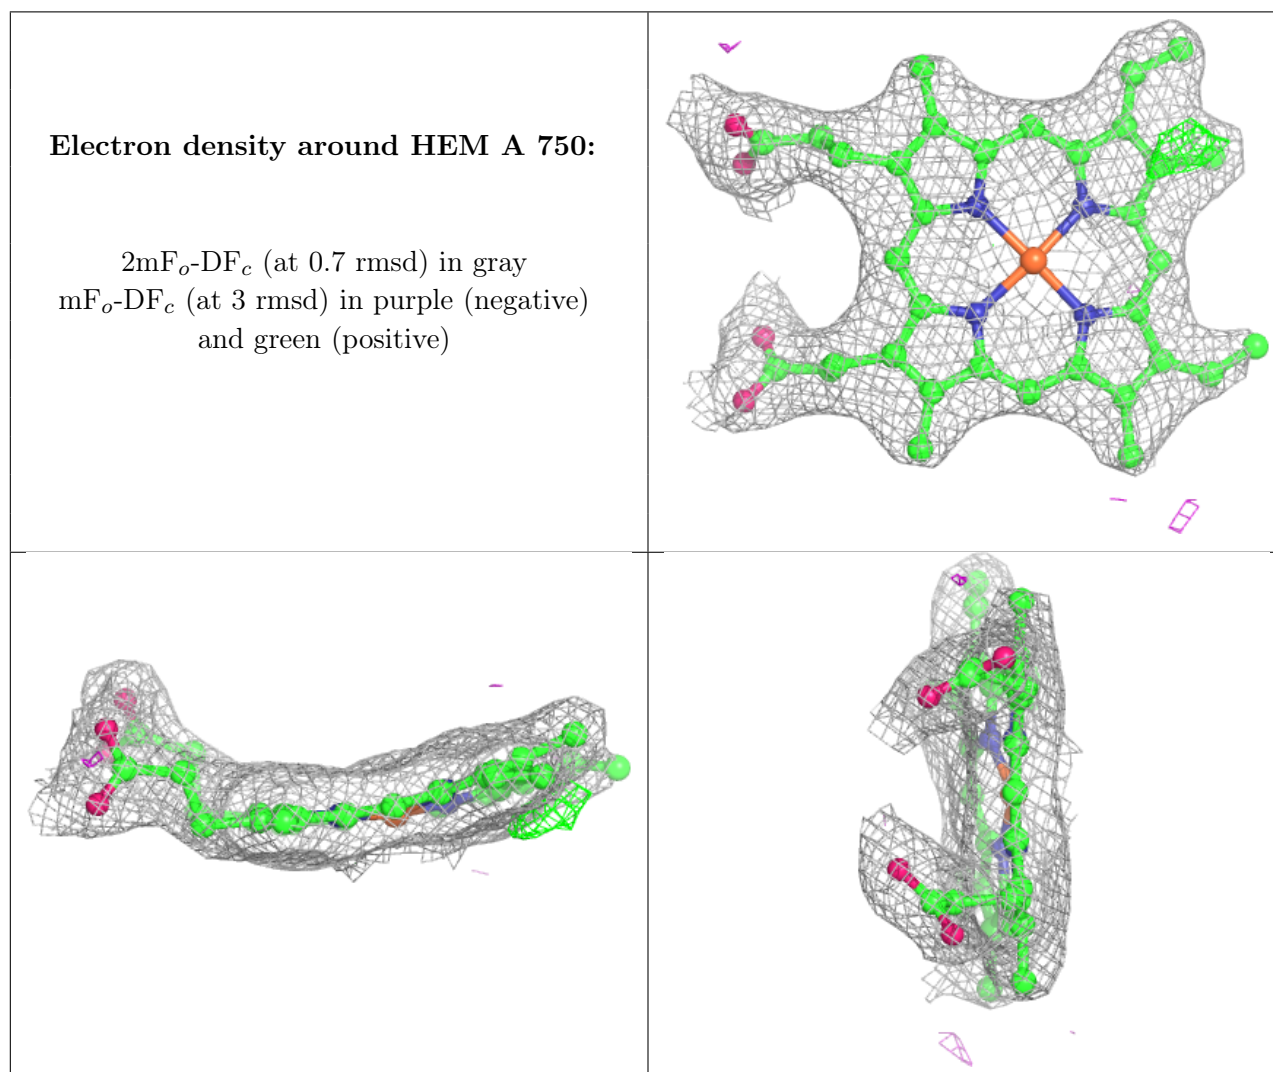 Electron density around HEM A 750:
2mFo-DFc (at 0.7 rmsd) in gray
mFo-DFc (at 3 rmsd) in purple (negative)
and green (positive)